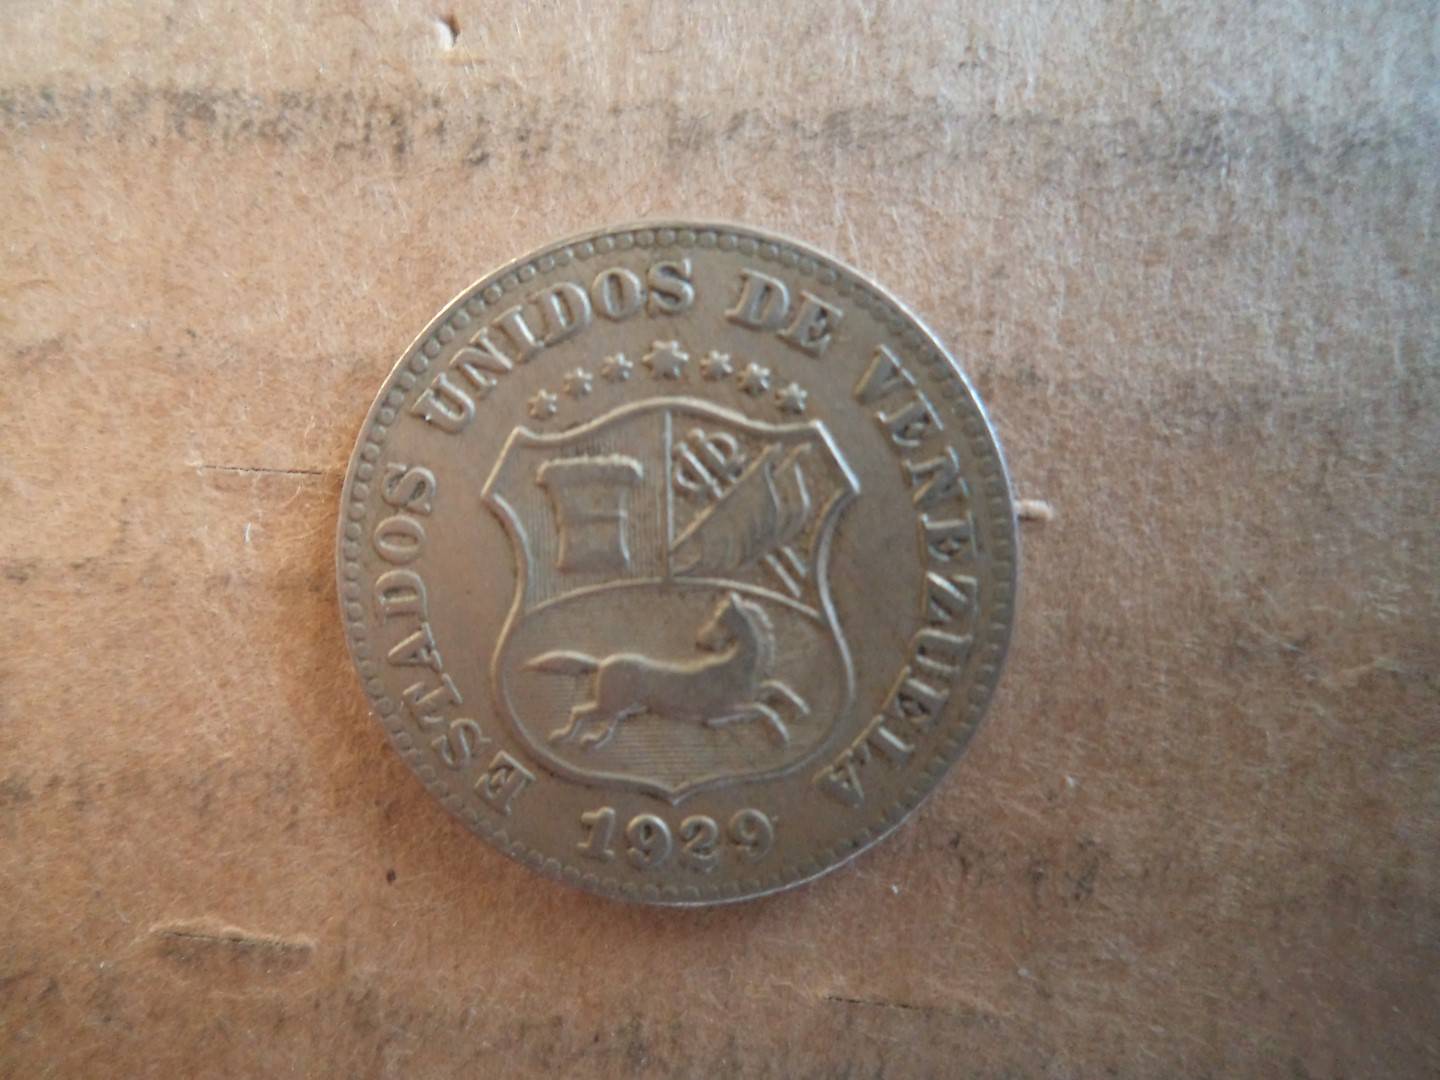 ESTADOS UNIDOS DE VENEZUELA
1929